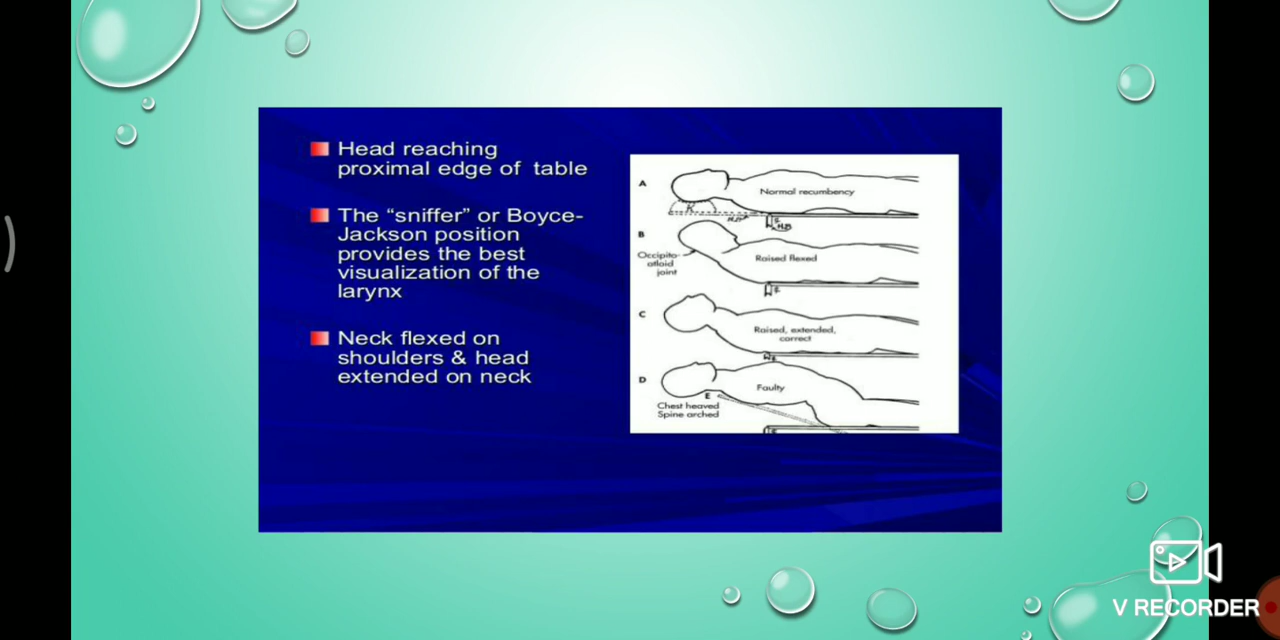 Head reaching
proximal edge of table
The “sniffer” or Boyce-
Jackson position
provides the best
visualization of the
larynx
Neck flexed on
shoulders & head
extended on neck
A
Normal recumbency
K
B
Raised flexed
Occipito-
atloid
joint
C
Raised, extended,
correct
D
Faulty
E
Chest heaved
Spine arched
V RECORDER